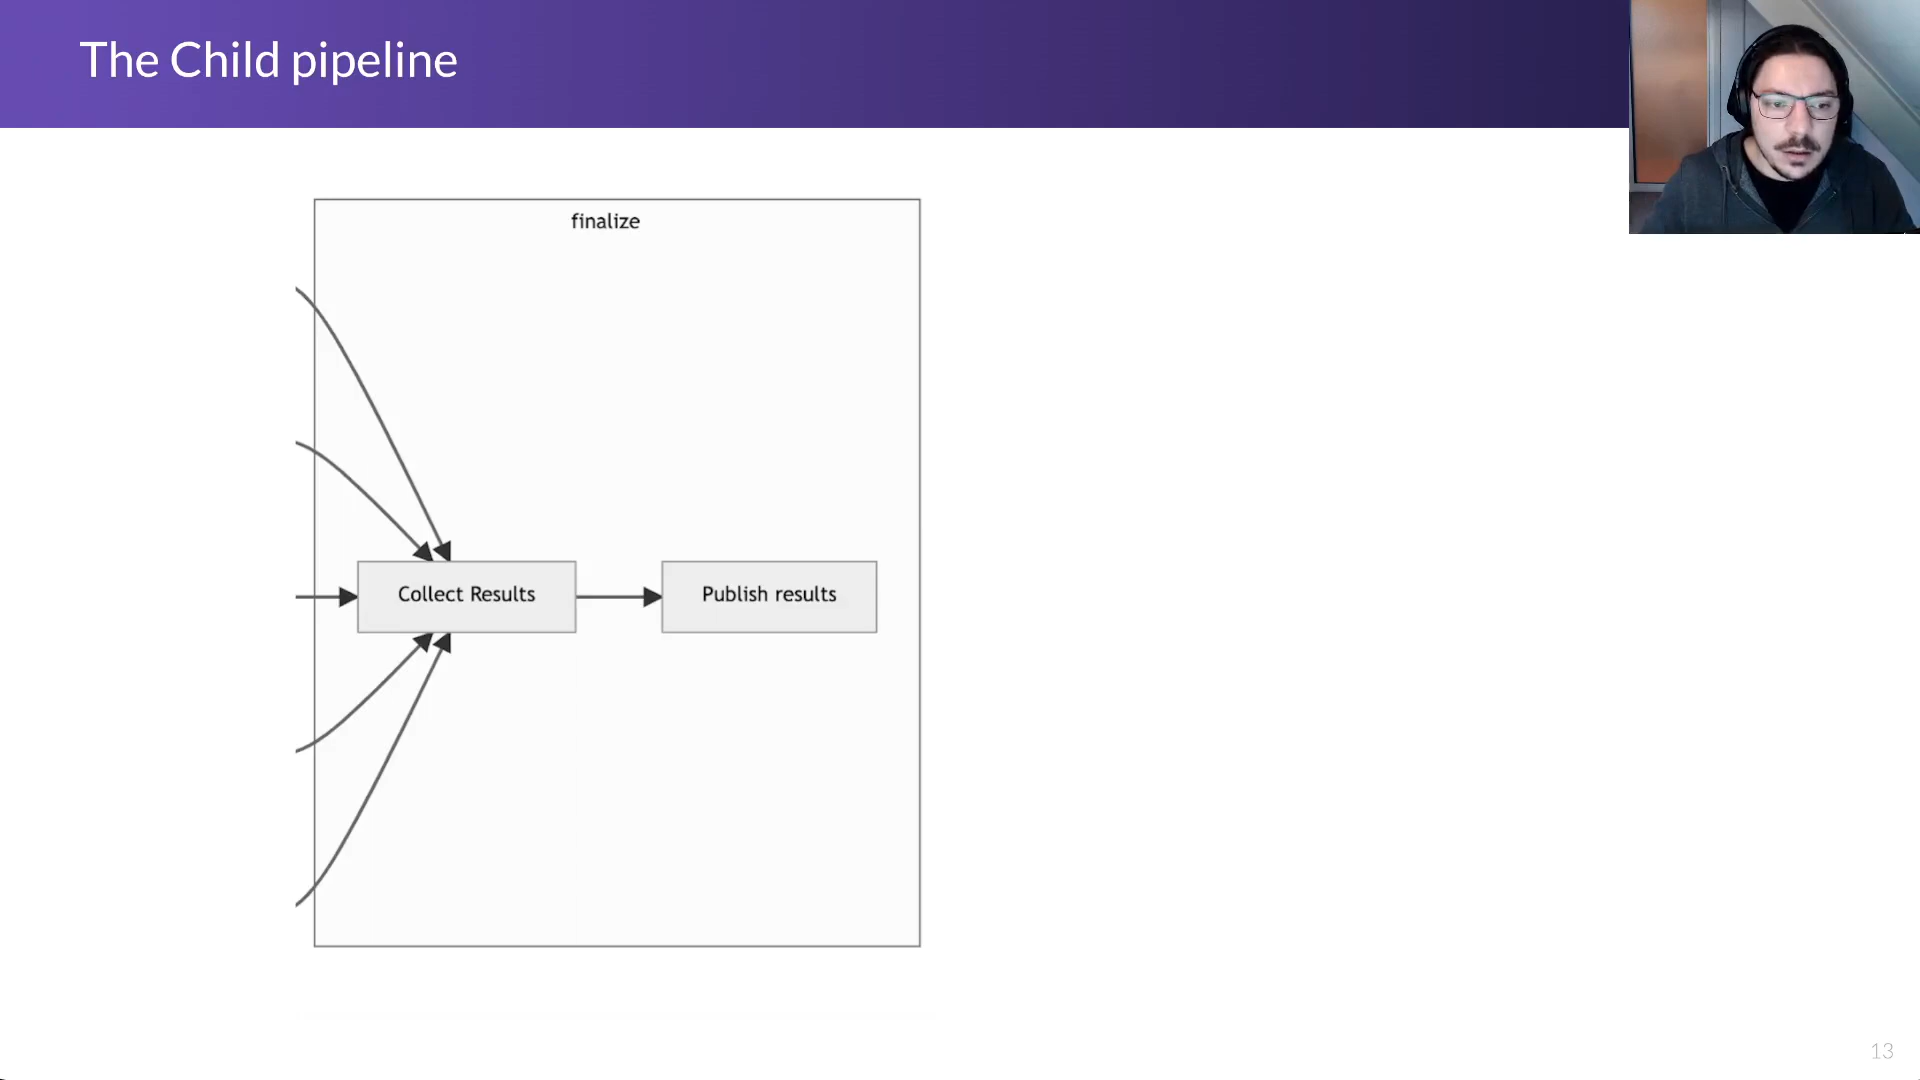 The Child pipeline
finalize
Collect Results
Publish results
13